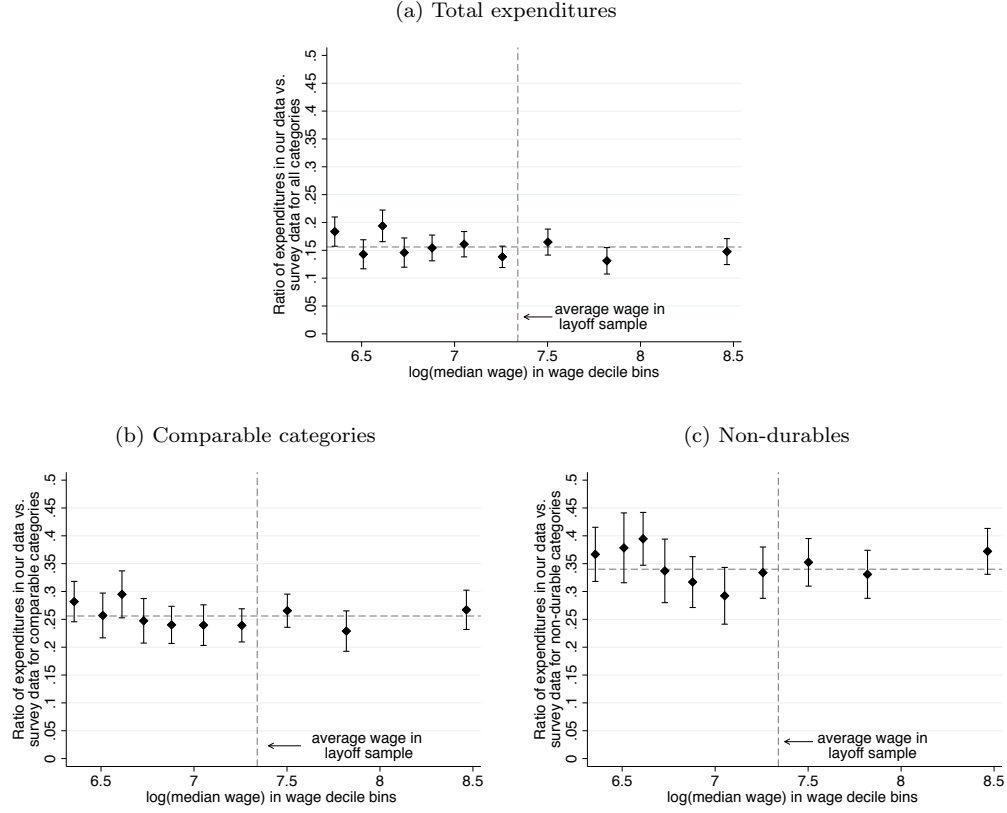 (a) Total expenditures
Ratio of expenditures in our data vs.
survey data for all categories
.5
.45
.4
.35
.3
.25
.2
.15
.1
.05
0
average wage in
layoff sample
6.5 7 7.5 8 8.5
log(median wage) in wage decile bins
(b) Comparable categories
Ratio of expenditures in our data vs.
survey data for comparable categories
.5
.45
.4
.35
.3
.25
.2
.15
.1
.05
0
average wage in
layoff sample
6.5 7 7.5 8 8.5
log(median wage) in wage decile bins
(c) Non-durables
Ratio of expenditures in our data vs.
survey data for non-durable categories
.5
.45
.4
.35
.3
.25
.2
.15
.1
.05
0
average wage in
layoff sample
6.5 7 7.5 8 8.5
log(median wage) in wage decile bins